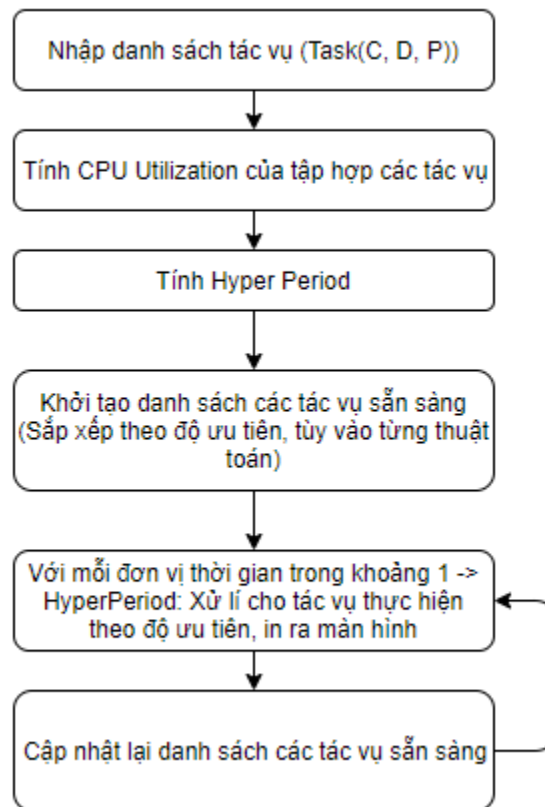 Nhập danh sách tác vụ (Task(C, D, P))
Tính CPU Utilization của tập hợp các tác vụ
Tính Hyper Period
Khởi tạo danh sách các tác vụ sẵn sàng
(Sắp xếp theo độ ưu tiên, tùy vào từng thuật
toán)
Với mỗi đơn vị thời gian trong khoảng 1 ->
HyperPeriod: Xử lí cho tác vụ thực hiện
theo độ ưu tiên, in ra màn hình
Cập nhật lại danh sách các tác vụ sẵn sàng